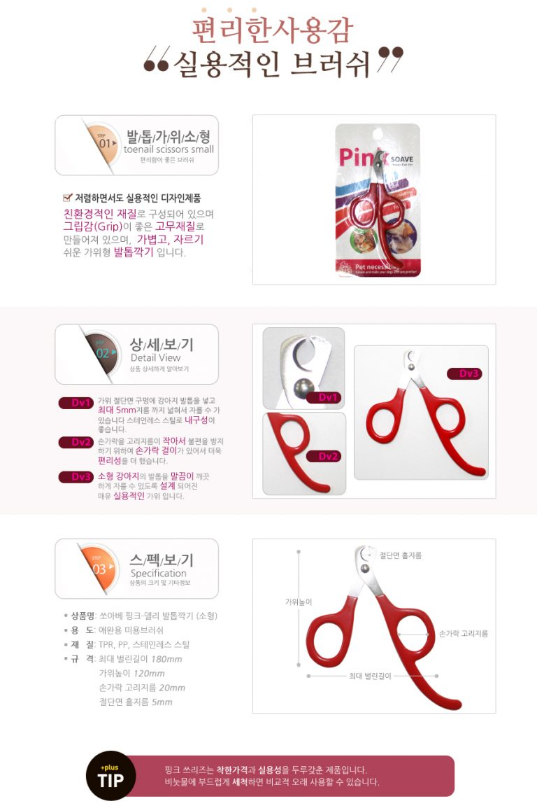 편리한사용감
“실용적인 브러쉬”
01
발/톱/가/위/소/형
toenail scissors small
편리함이 좋은 브러쉬
저렴하면서도 실용적인 디자인제품
친환경적인 재질로 구성되어 있으며
그립감(Grip)이 좋은 고무재질로
만들어져 있으며, 가볍고, 자르기
쉬운 가위형 발톱깍기 입니다.
Pink
SOAVE
Pet necessi
02
상/세/보/기
Detail View
상품 상세하게 알아보기
Dv1
가위 절단면 구멍에 강아지 발톱을 넣고
최대 5mm지름 까지 넓혀서 자를 수 가
있습니다 스테인레스 스틸로 내구성이
좋습니다.
Dv2
손가락을 고리지름이 작아서 불편을 방지
하기 위하여 손가락 걸이가 있어서 더욱
편리성을 더 했습니다.
Dv3
소형 강아지의 발톱을 말끔이 깨끗
하게 자를 수 있도록 설계 되어진
매우 실용적인 가위 입니다.
Dv1
Dv2
Dv3
03
스/펙/보/기
Specification
상품의 크기 및 기타정보
• 상품명: 쏘아베 핑크-델리 발톱깍기 (소형)
• 용 도: 애완용 미용브러쉬
• 재 질: TPR, PP, 스테인레스 스틸
• 규 격: 최대 벌린길이 180mm
가위높이 120mm
손가락 고리지름 20mm
절단면 홀지름 5mm
절단면 홀지름
가위높이
손가락 고리지름
최대 벌린길이
+plus
TIP
핑크 쓰리즈는 착한가격과 실용성을 두루갖춘 제품입니다.
비눗물에 부드럽게 세척하면 비교적 오래 사용할 수 있습니다.